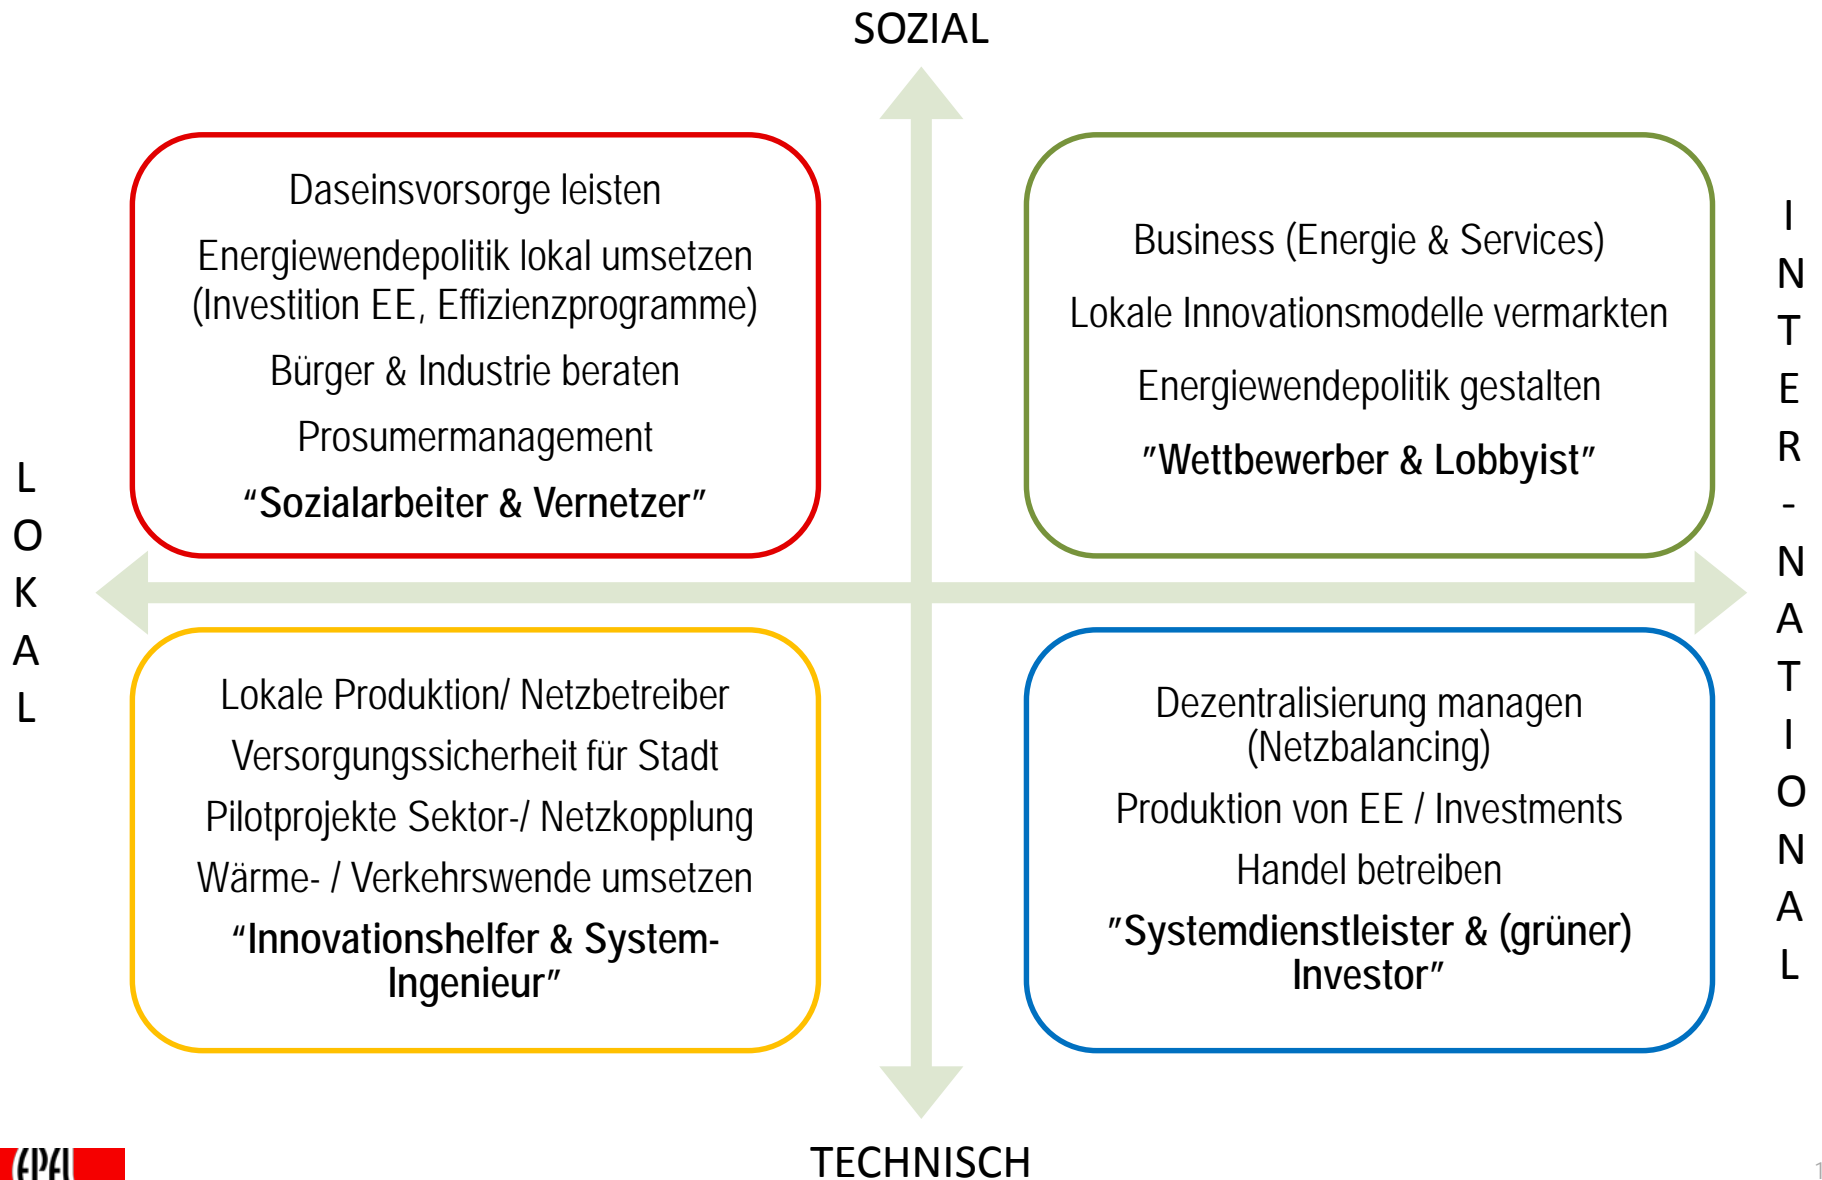 SOZIAL
Daseinsvorsorge leisten
Energiewendepolitik lokal umsetzen
(Investition EE, Effizienzprogramme)
Bürger & Industrie beraten
Prosumermanagement
“Sozialarbeiter & Vernetzer”
Business (Energie & Services)
Lokale Innovationsmodelle vermarkten
Energiewendepolitik gestalten
”Wettbewerber & Lobbyist”
LOKAL
INTER-NATIONAL
Lokale Produktion/ Netzbetreiber
Versorgungssicherheit für Stadt
Pilotprojekte Sektor-/ Netzkopplung
Wärme- / Verkehrswende umsetzen
“Innovationshelfer & System-
Ingenieur”
Dezentralisierung managen
(Netzbalancing)
Produktion von EE / Investments
Handel betreiben
”Systemdienstleister & (grüner)
Investor”
TECHNISCH
1